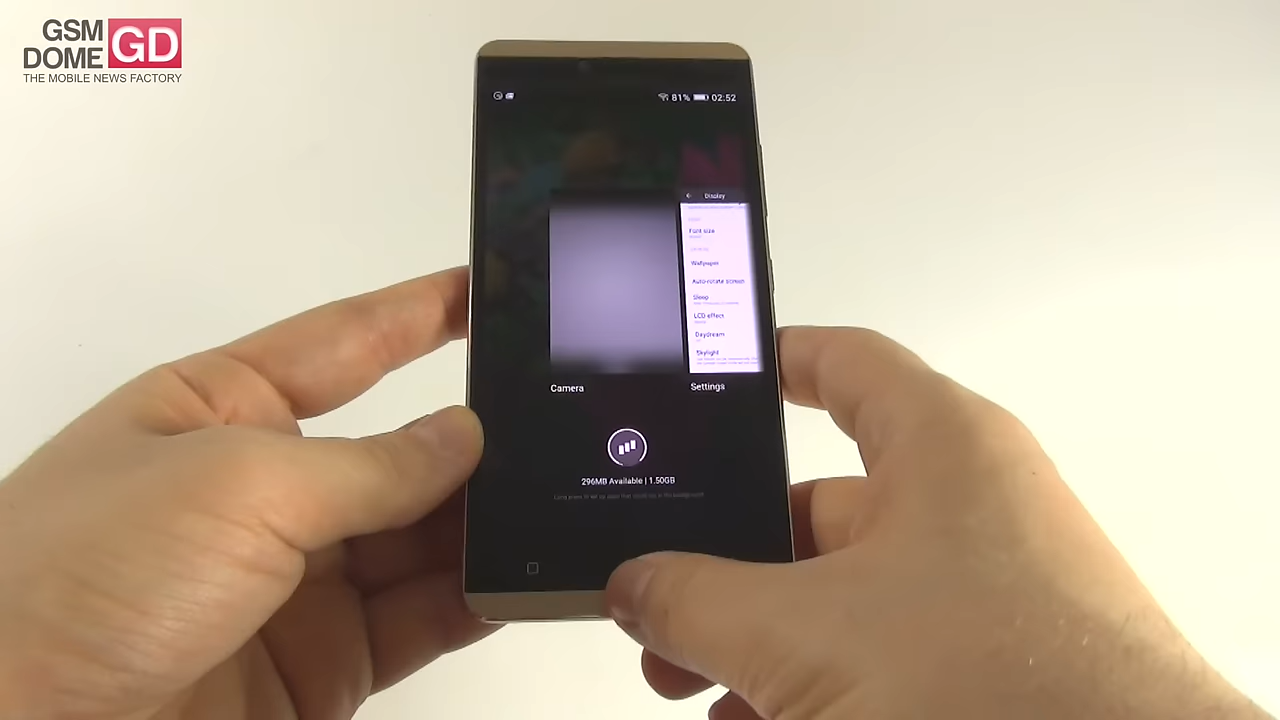 GSM
DOME GD
THE MOBILE NEWS FACTORY
81% 02:52
Display
Font size
Wallpaper
Auto-rotate screen
Sleep
LCD effect
Daydream
Skylight
Camera
Settings
296MB Available | 1.50GB